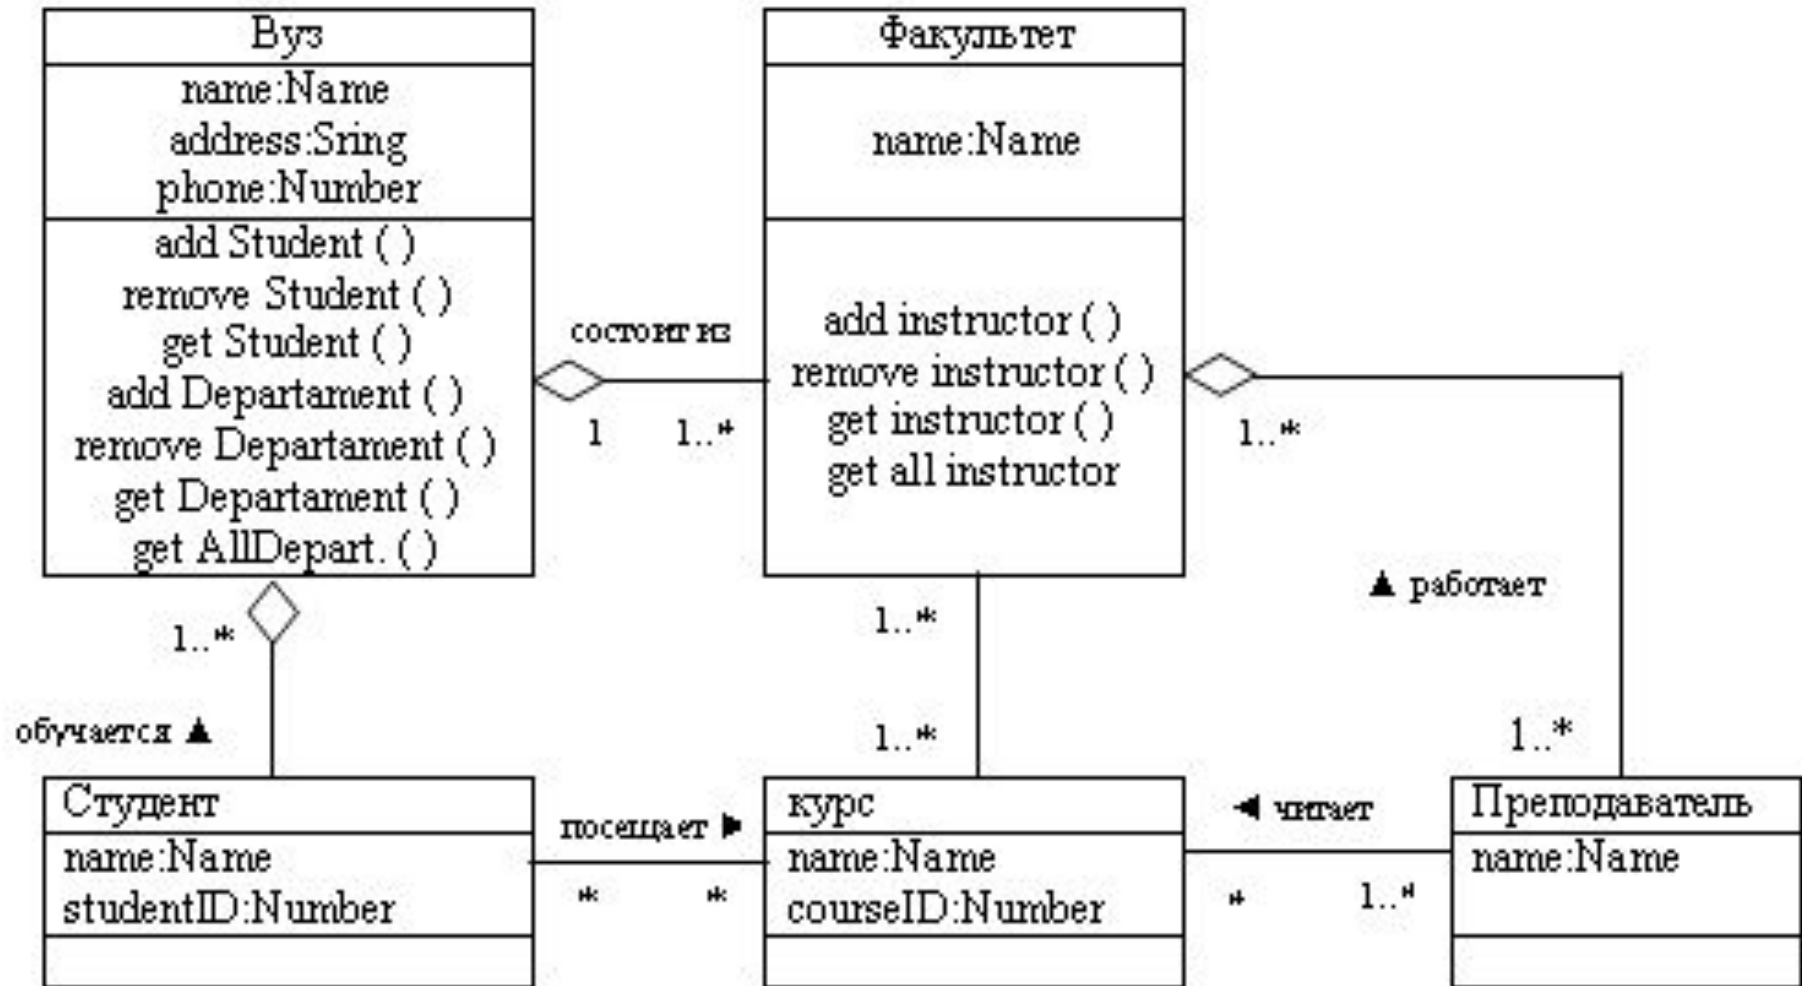 Вуз
name:Name
address:Sring
phone:Number
add Student ( )
remove Student ( )
get Student ( )
add Departament ( )
remove Departament ( )
get Departament ( )
get AllDepart. ( )
состоит из
1 1..*
Факультет
name:Name
add instructor ( )
remove instructor ( )
get instructor ( )
get all instructor
1..*
▲ работает
1..*
1..*
обучается ▲
1..*
1..*
Студент
name:Name
studentID:Number
посещает ►
* *
курс
name:Name
courseID:Number
◄ читает
* 1..*
Преподаватель
name:Name